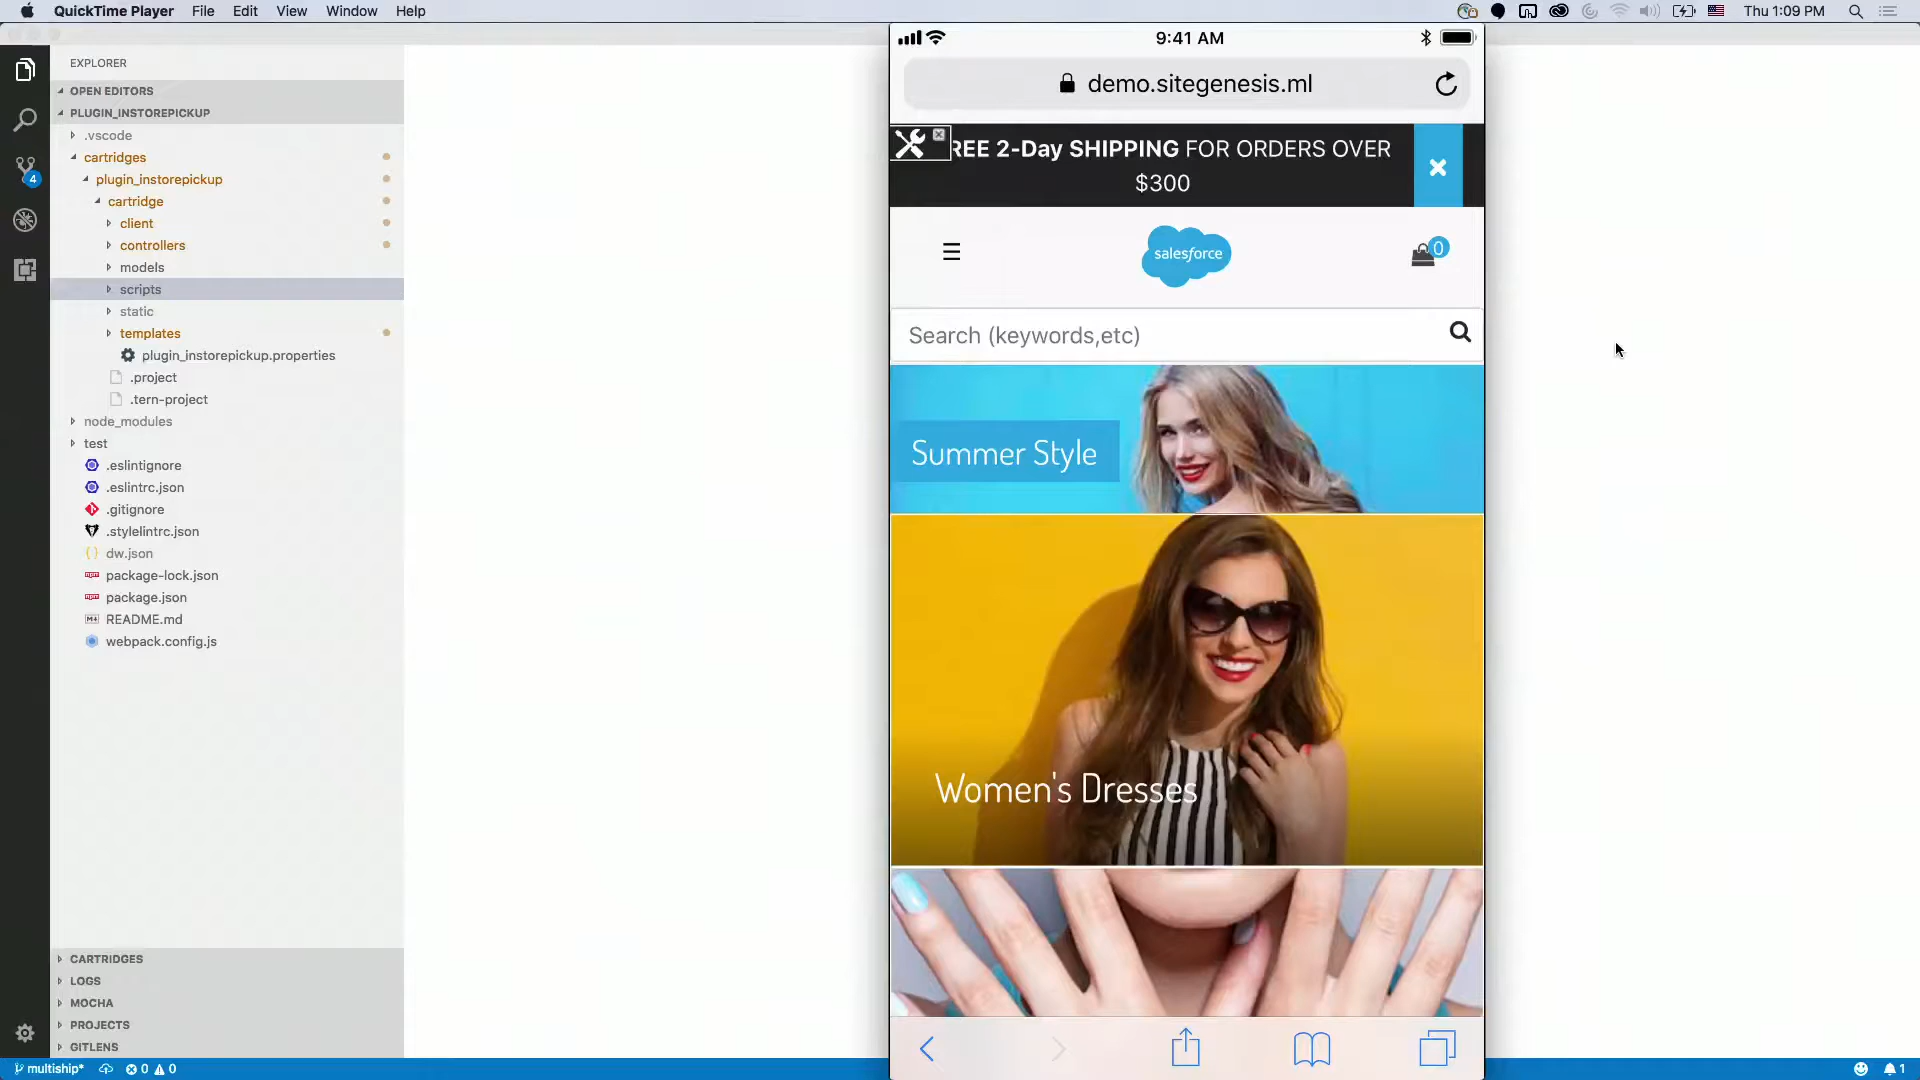 QuickTime Player File Edit View Window Help
Thu 1:09 PM
EXPLORER
OPEN EDITORS
PLUGIN_INSTOREPICKUP
.vscode
cartridges
plugin_instorepickup
cartridge
client
controllers
models
scripts
static
templates
plugin_instorepickup.properties
.project
.tern-project
node_modules
test
.eslintignore
.eslintrc.json
.gitignore
.stylelintrc.json
dw.json
package-lock.json
package.json
README.md
webpack.config.js
CARTRIDGES
LOGS
MOCHA
PROJECTS
GITLENS
4
multiship* 0 0
1
9:41 AM
demo.sitegenesis.ml
REE 2-Day SHIPPING FOR ORDERS OVER
$300
salesforce
0
Search (keywords,etc)
Summer Style
Women's Dresses